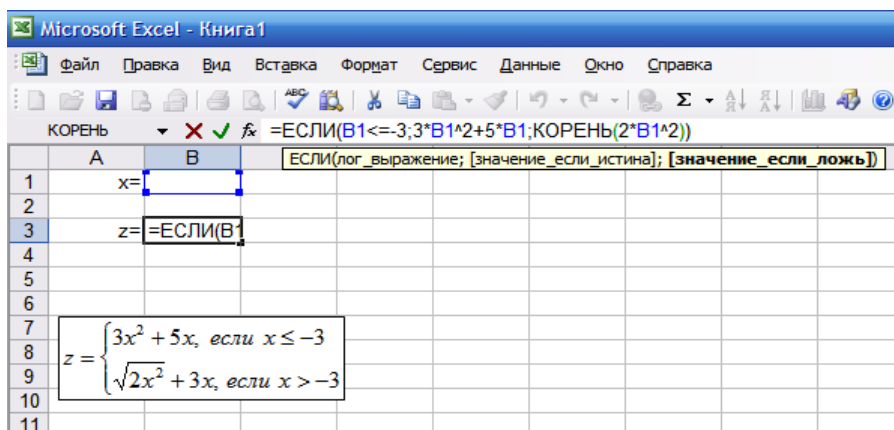 Microsoft Excel - Книга1
Файл Правка Вид Вставка Формат Сервис Данные Окно Справка
КОРЕНЬ =ЕСЛИ(B1<=-3;3*B1^2+5*B1;КОРЕНЬ(2*B1^2))
A B ЕСЛИ(лог_выражение; [значение_если_истина]; [значение_если_ложь])
1 x=
2
3 z= =ЕСЛИ(B1
4
5
6
7 3x² + 5x, если x ≤ −3
8 z =
9 √2x² + 3x, если x > −3
10
11